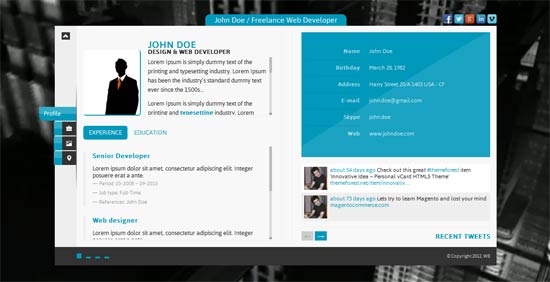 John Doe / Freelance Web Developer
JOHN DOE
DESIGN & WEB DEVELOPER
Lorem Ipsum is simply dummy text of the
printing and typesetting industry. Lorem Ipsum
has been the industry's standard dummy text
ever since the 1500s...
Lorem Ipsum is simply dummy text of the
printing and typesetting industry. Lorem
Profile
EXPERIENCE EDUCATION
Senior Developer
Lorem ipsum dolor sit amet, consectetur adipiscing elit. Integer
posuere erat a ante.
— Period: 03-2008 – 09-2010
— Job type: Full-Time
— References: John Doe
Web designer
Lorem ipsum dolor sit amet, consectetur adipiscing elit. Integer
Name John Doe
Birthday March 28, 1982
Address Harry Street 20/A 1403 USA - CF
E-mail john.doe@gmail.com
Skype john.doe
Web www.johndoe.com
about 54 days ago Check out this great #themeforest item
'Innovative Idea ~ Personal vCard HTML5 Theme'
themeforest.net/item/innovativ...
about 73 days ago Lets try to learn Magento and lost your mind
magentocommerce.com
RECENT TWEETS
© Copyright 2012, WB